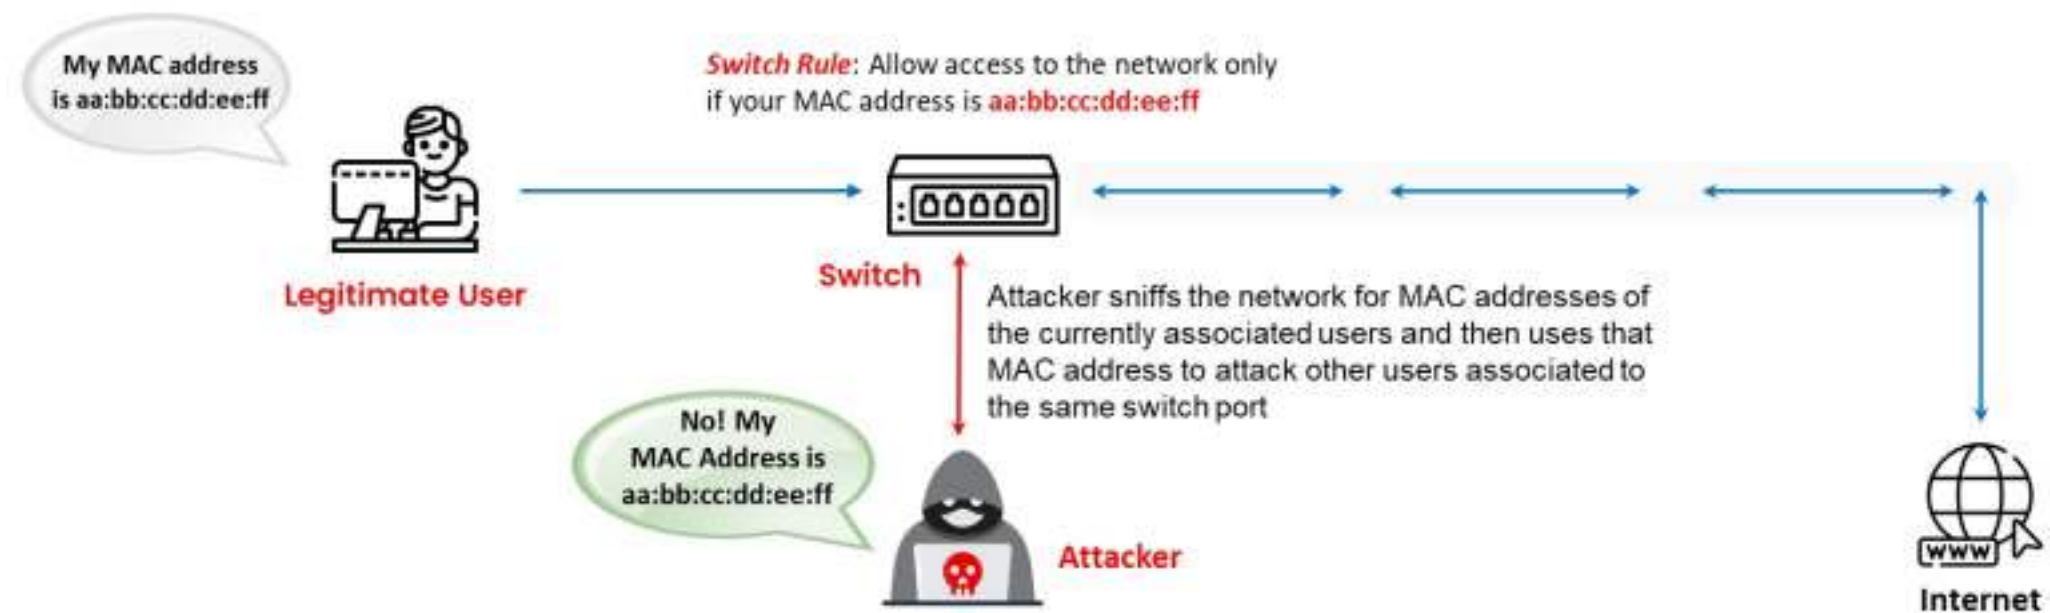 My MAC address
is aa:bb:cc:dd:ee:ff
Switch Rule: Allow access to the network only
if your MAC address is aa:bb:cc:dd:ee:ff
Legitimate User
Switch
Attacker sniffs the network for MAC addresses of
the currently associated users and then uses that
MAC address to attack other users associated to
the same switch port
No! My
MAC Address is
aa:bb:cc:dd:ee:ff
Attacker
www
Internet